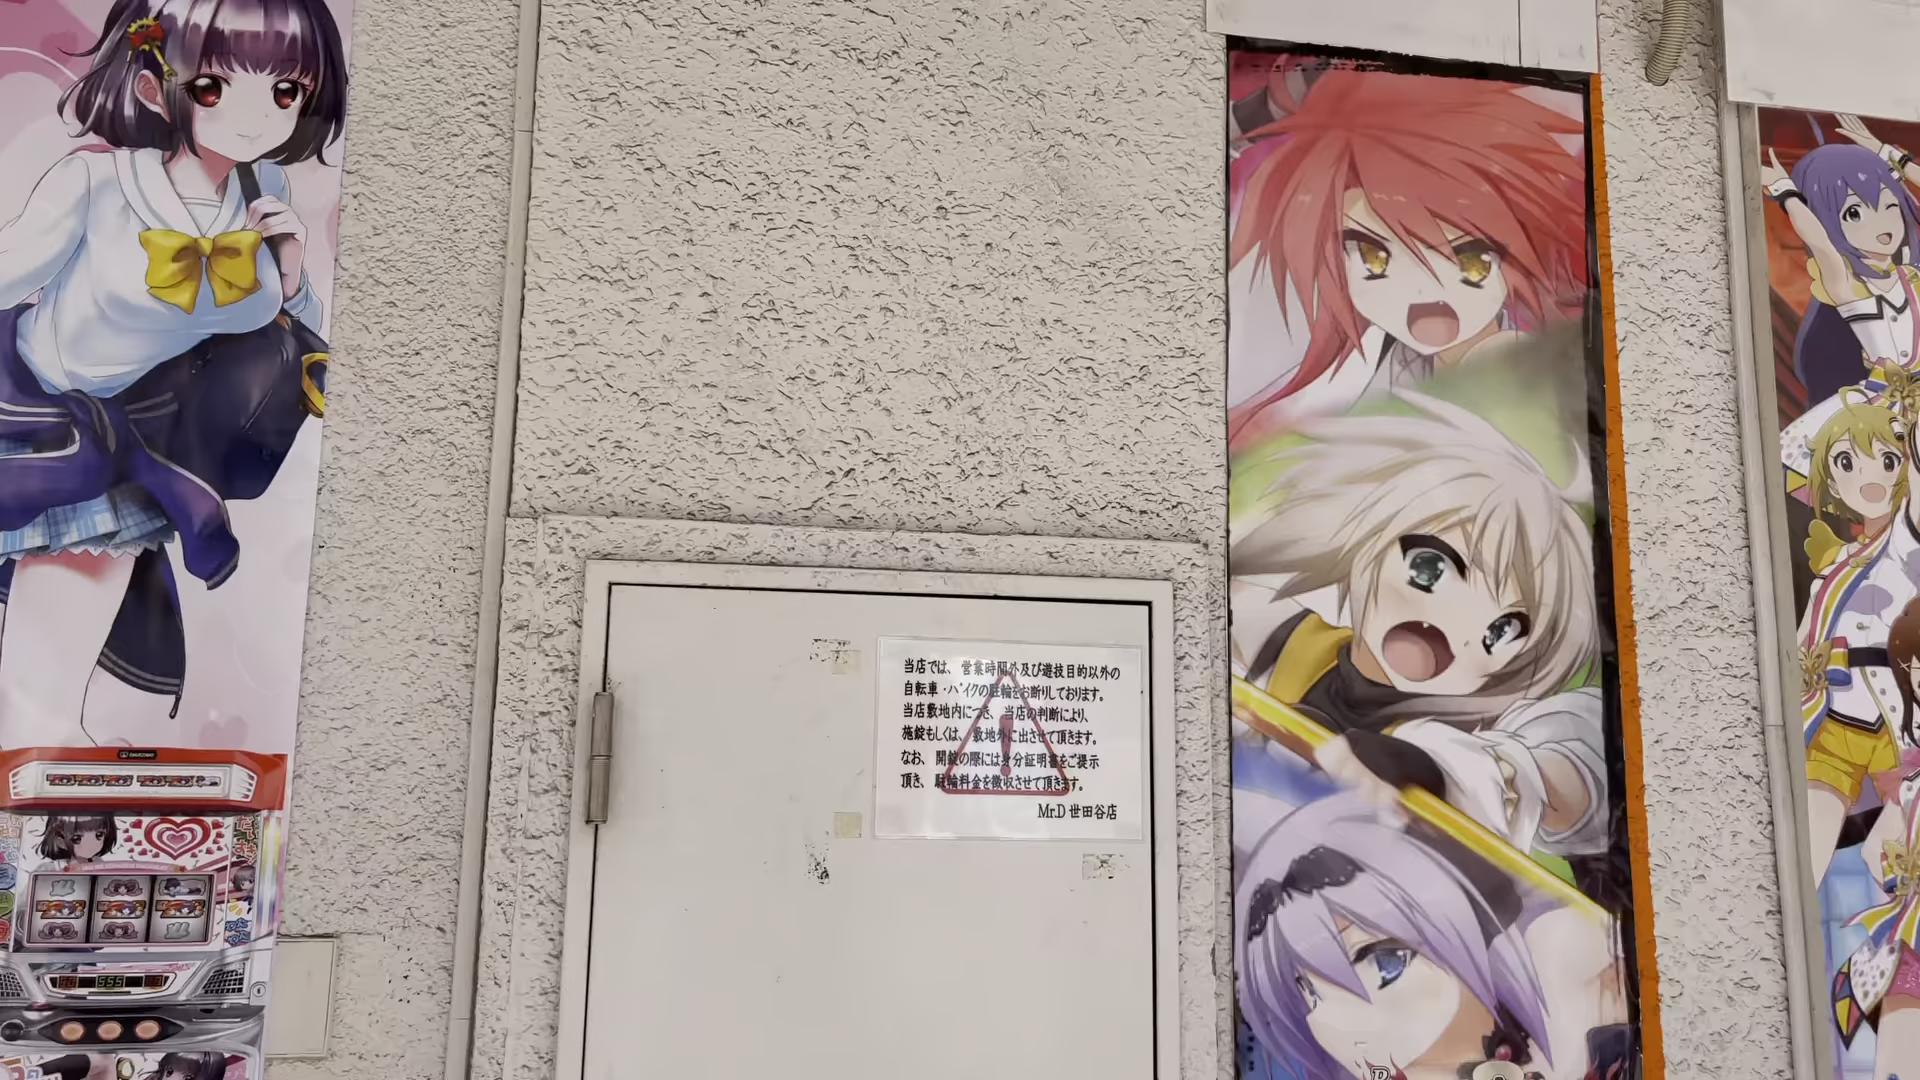 当店では、営業時間外及び遊技目的以外の
自転車・バイクの駐輪をお断りしております。
当店敷地内につき、当店の判断により、
施錠もしくは、敷地外に出させて頂きます。
なお、開錠の際には身分証明書をご提示
頂き、駐輪料金を徴収させて頂きます。
Mr.D 世田谷店
555